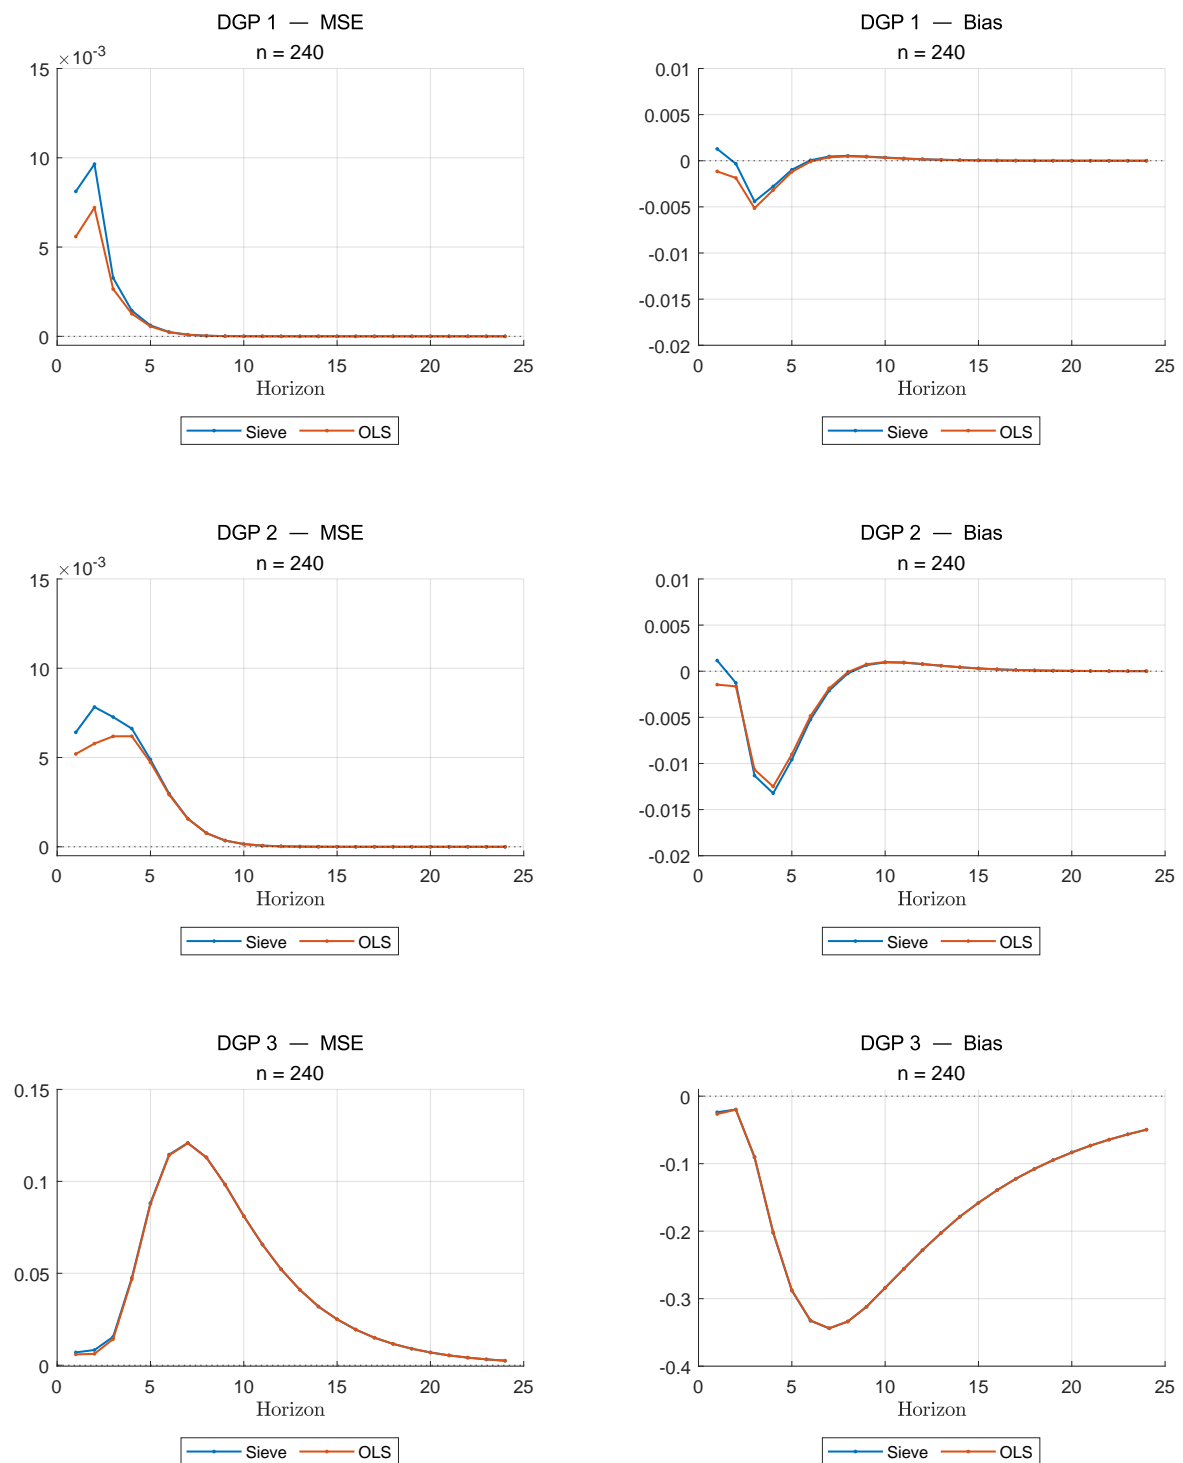 DGP 1 — MSE
n = 240
×10-3
15
10
5
0
0 5 10 15 20 25
Horizon
Sieve OLS
DGP 1 — Bias
n = 240
0.01
0.005
0
-0.005
-0.01
-0.015
-0.02
0 5 10 15 20 25
Horizon
Sieve OLS
DGP 2 — MSE
n = 240
×10-3
15
10
5
0
0 5 10 15 20 25
Horizon
Sieve OLS
DGP 2 — Bias
n = 240
0.01
0.005
0
-0.005
-0.01
-0.015
-0.02
0 5 10 15 20 25
Horizon
Sieve OLS
DGP 3 — MSE
n = 240
0.15
0.1
0.05
0
0 5 10 15 20 25
Horizon
Sieve OLS
DGP 3 — Bias
n = 240
0
-0.1
-0.2
-0.3
-0.4
0 5 10 15 20 25
Horizon
Sieve OLS